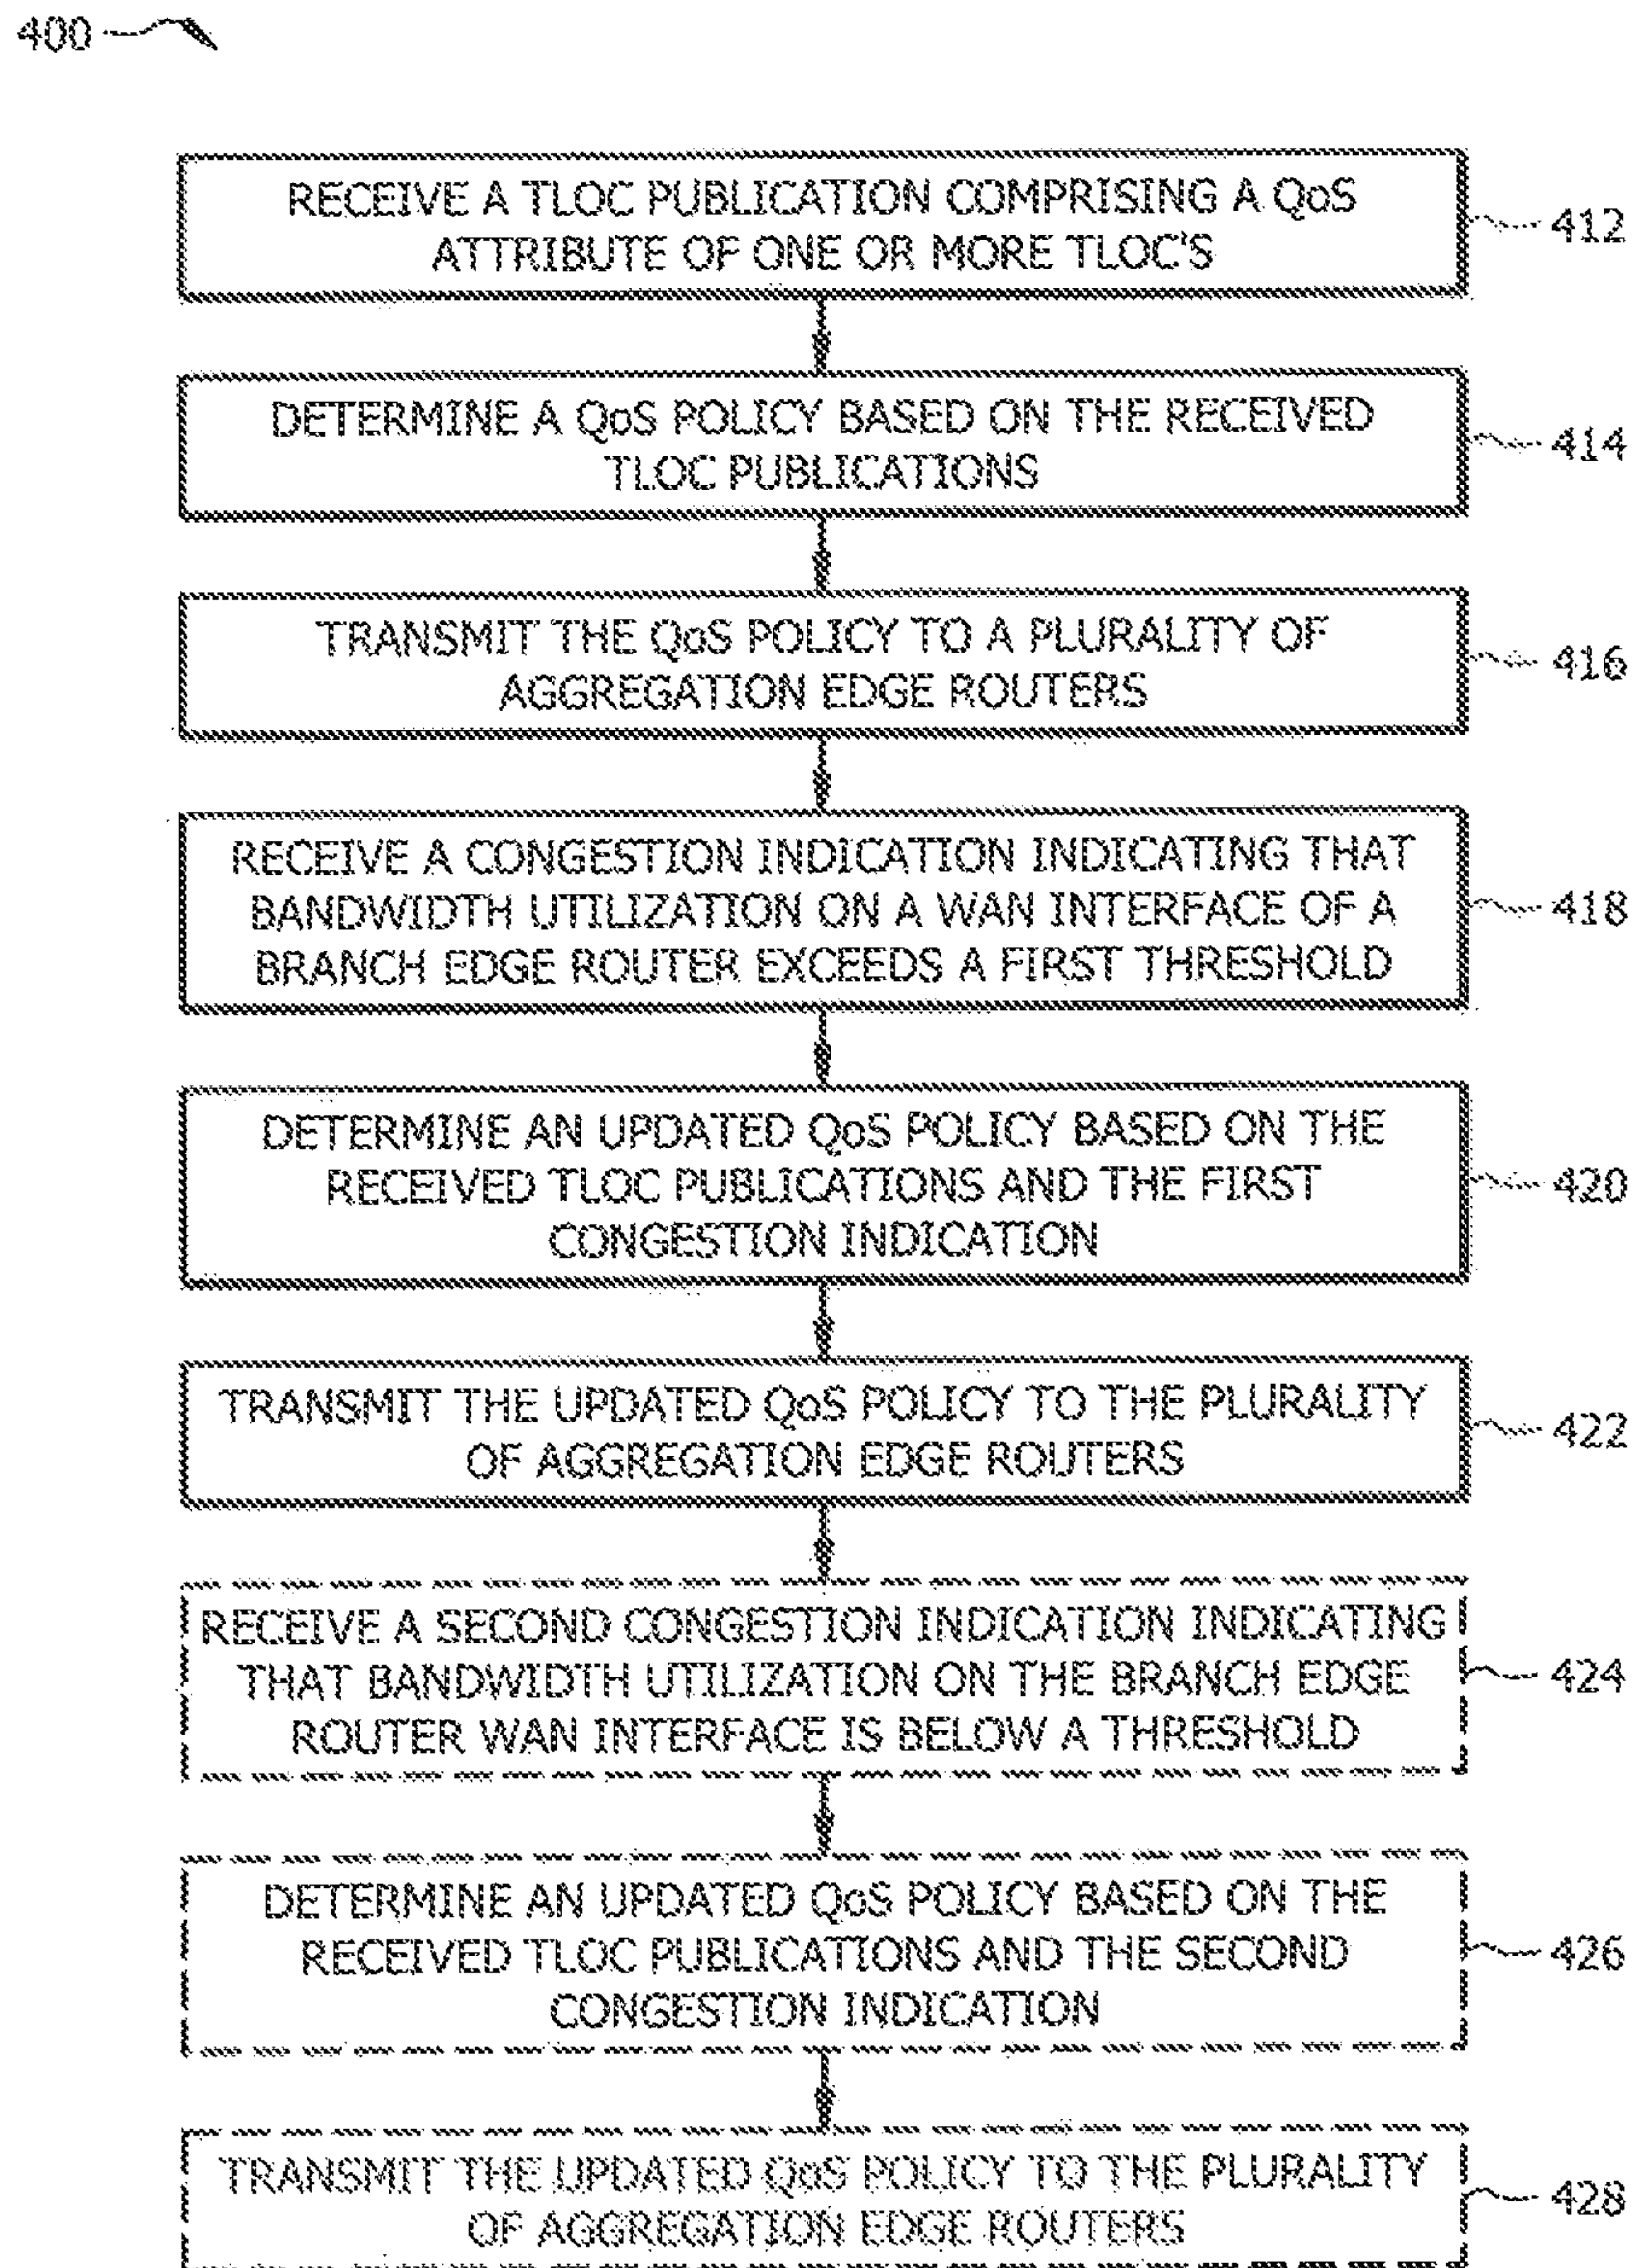 400
RECEIVE A TLOC PUBLICATION COMPRISING A QoS
ATTRIBUTE OF ONE OR MORE TLOC'S
412
DETERMINE A QoS POLICY BASED ON THE RECEIVED
TLOC PUBLICATIONS
414
TRANSMIT THE QoS POLICY TO A PLURALITY OF
AGGREGATION EDGE ROUTERS
416
RECEIVE A CONGESTION INDICATION INDICATING THAT
BANDWIDTH UTILIZATION ON A WAN INTERFACE OF A
BRANCH EDGE ROUTER EXCEEDS A FIRST THRESHOLD
418
DETERMINE AN UPDATED QoS POLICY BASED ON THE
RECEIVED TLOC PUBLICATIONS AND THE FIRST
CONGESTION INDICATION
420
TRANSMIT THE UPDATED QoS POLICY TO THE PLURALITY
OF AGGREGATION EDGE ROUTERS
422
RECEIVE A SECOND CONGESTION INDICATION INDICATING
THAT BANDWIDTH UTILIZATION ON THE BRANCH EDGE
ROUTER WAN INTERFACE IS BELOW A THRESHOLD
424
DETERMINE AN UPDATED QoS POLICY BASED ON THE
RECEIVED TLOC PUBLICATIONS AND THE SECOND
CONGESTION INDICATION
426
TRANSMIT THE UPDATED QoS POLICY TO THE PLURALITY
OF AGGREGATION EDGE ROUTERS
428